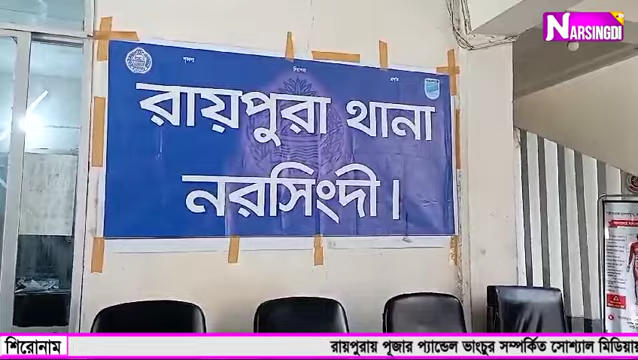 NARSINGDI
রায়পুরা থানা
নরসিংদী।
শিরোনাম
রায়পুরায় পূজার প্যান্ডেল ভাংচুর সম্পর্কিত সোশ্যাল মিডিয়ায়